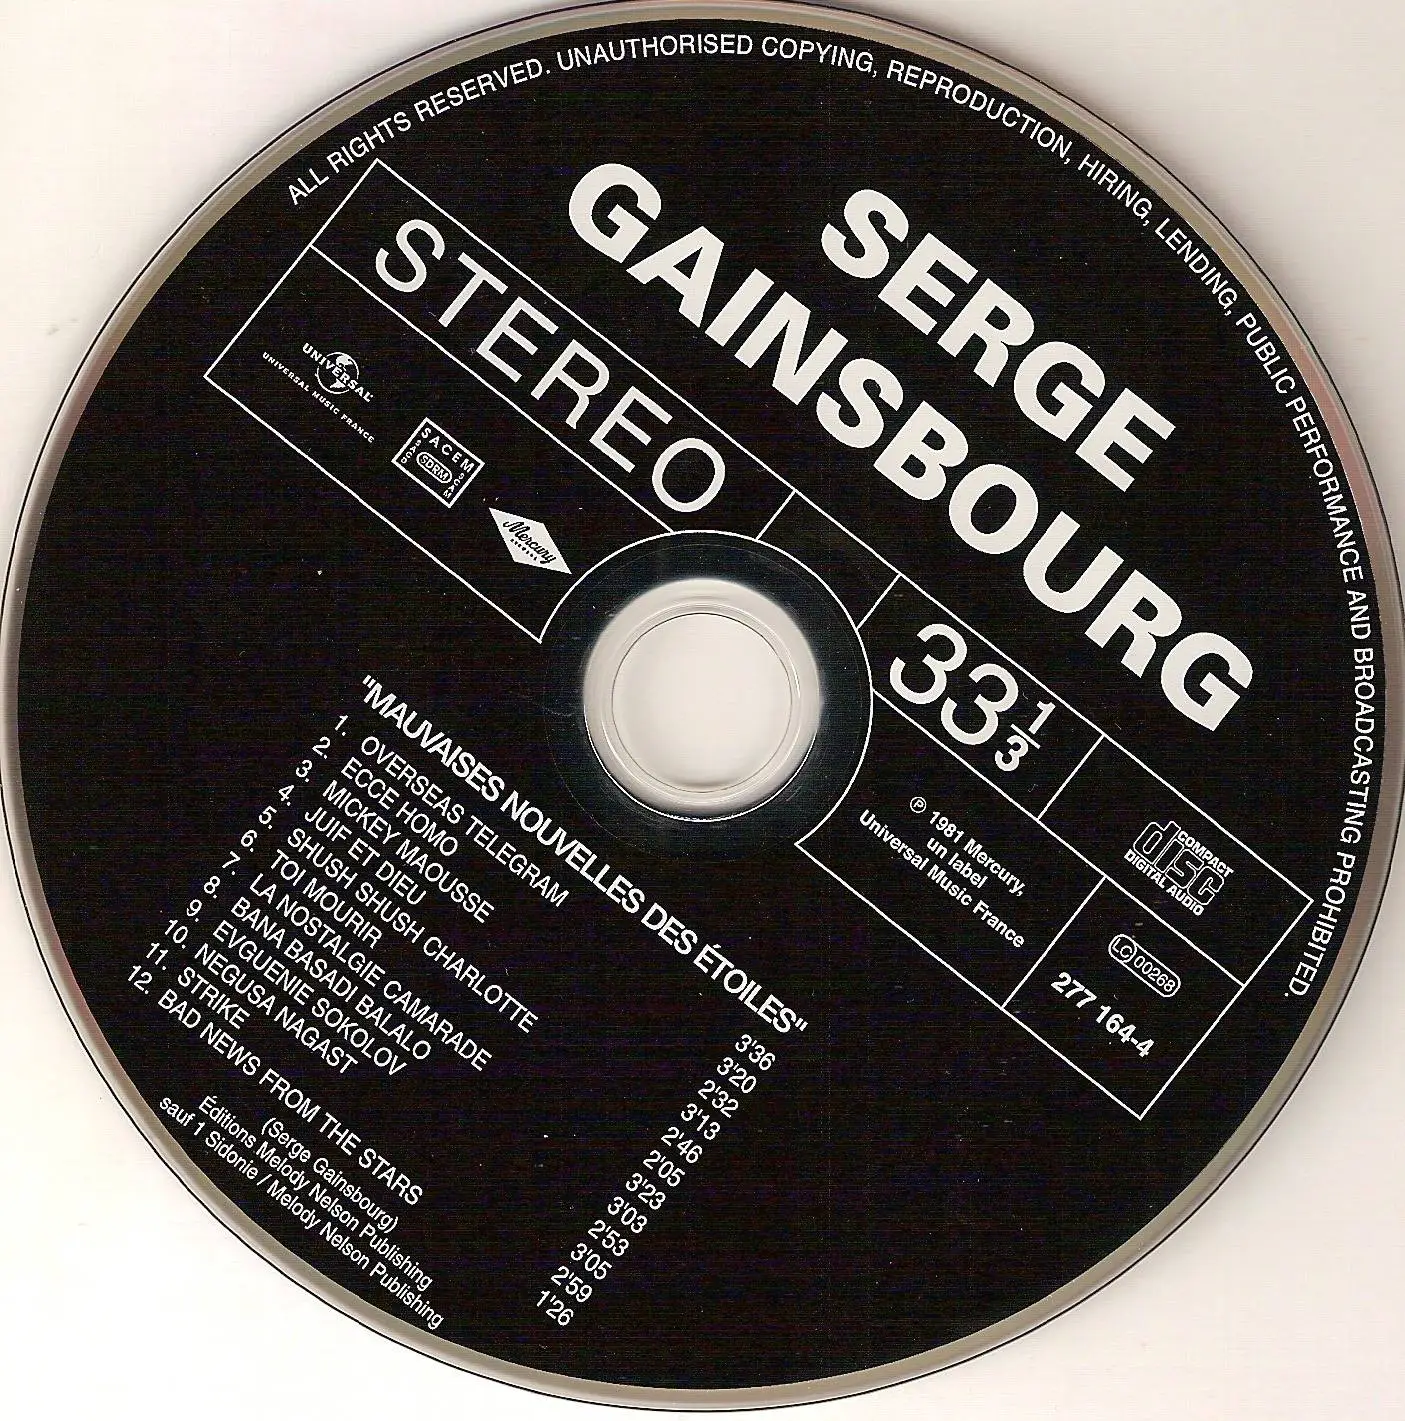 ALL RIGHTS RESERVED. UNAUTHORISED COPYING, REPRODUCTION, HIRING, LENDING, PUBLIC PERFORMANCE AND BROADCASTING PROHIBITED.
SERGE
GAINSBOURG
STEREO
33 1/3
UNIVERSAL
UNIVERSAL MUSIC FRANCE
SACEM
SACD
SDRM
SGAM
Mercury
RECORDS
℗ 1981 Mercury,
un label
Universal Music France
COMPACT
disc
DIGITAL AUDIO
LC 00268
277 164-4
"MAUVAISES NOUVELLES DES ÉTOILES"
1. OVERSEAS TELEGRAM 3'36
2. ECCE HOMO 3'20
3. MICKEY MAOUSSE 2'32
4. JUIF ET DIEU 3'13
5. SHUSH SHUSH CHARLOTTE 2'46
6. TOI MOURIR 2'05
7. LA NOSTALGIE CAMARADE 3'23
8. BANA BASADI BALALO 3'03
9. EVGUENIE SOKOLOV 2'53
10. NEGUSA NAGAST 3'05
11. STRIKE 2'59
12. BAD NEWS FROM THE STARS 1'26
(Serge Gainsbourg)
Éditions Melody Nelson Publishing
sauf 1 Sidonie / Melody Nelson Publishing